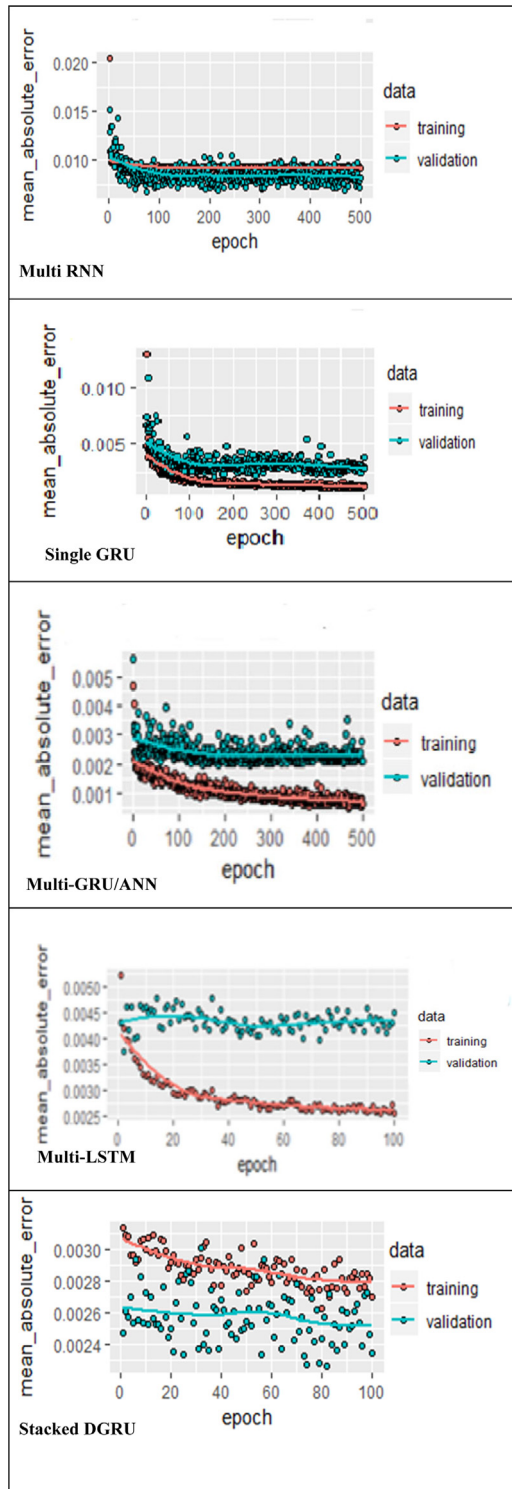 mean_absolute_error
0.020
0.015
0.010
0 100 200 300 400 500
epoch
data
training
validation
Multi RNN
mean_absolute_error
0.010
0.005
0 100 200 300 400 500
epoch
data
training
validation
Single GRU
mean_absolute_error
0.005
0.004
0.003
0.002
0.001
0 100 200 300 400 500
epoch
data
training
validation
Multi-GRU/ANN
mean_absolute_error
0.0050
0.0045
0.0040
0.0035
0.0030
0.0025
0 20 40 60 80 100
epoch
data
training
validation
Multi-LSTM
mean_absolute_error
0.0030
0.0028
0.0026
0.0024
0 20 40 60 80 100
epoch
data
training
validation
Stacked DGRU